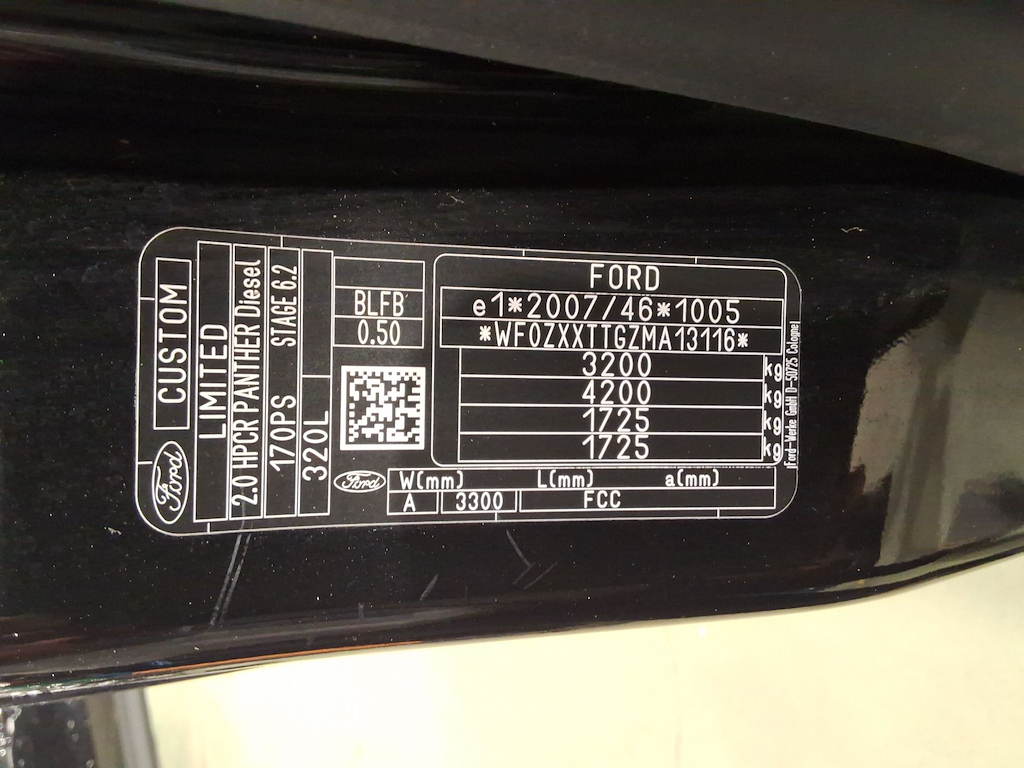 Ford
CUSTOM
LIMITED
2.0 HPCR PANTHER Diesel
170PS STAGE 6.2
320L
BLFB
0.50
Ford
FORD
e1*2007/46*1005
*WF0ZXXTTGZMA13116*
3200 kg
4200 kg
1725 kg
1725 kg
W(mm) L(mm) a(mm)
A 3300 FCC
Ford-Werke GmbH D-50725 Cologne